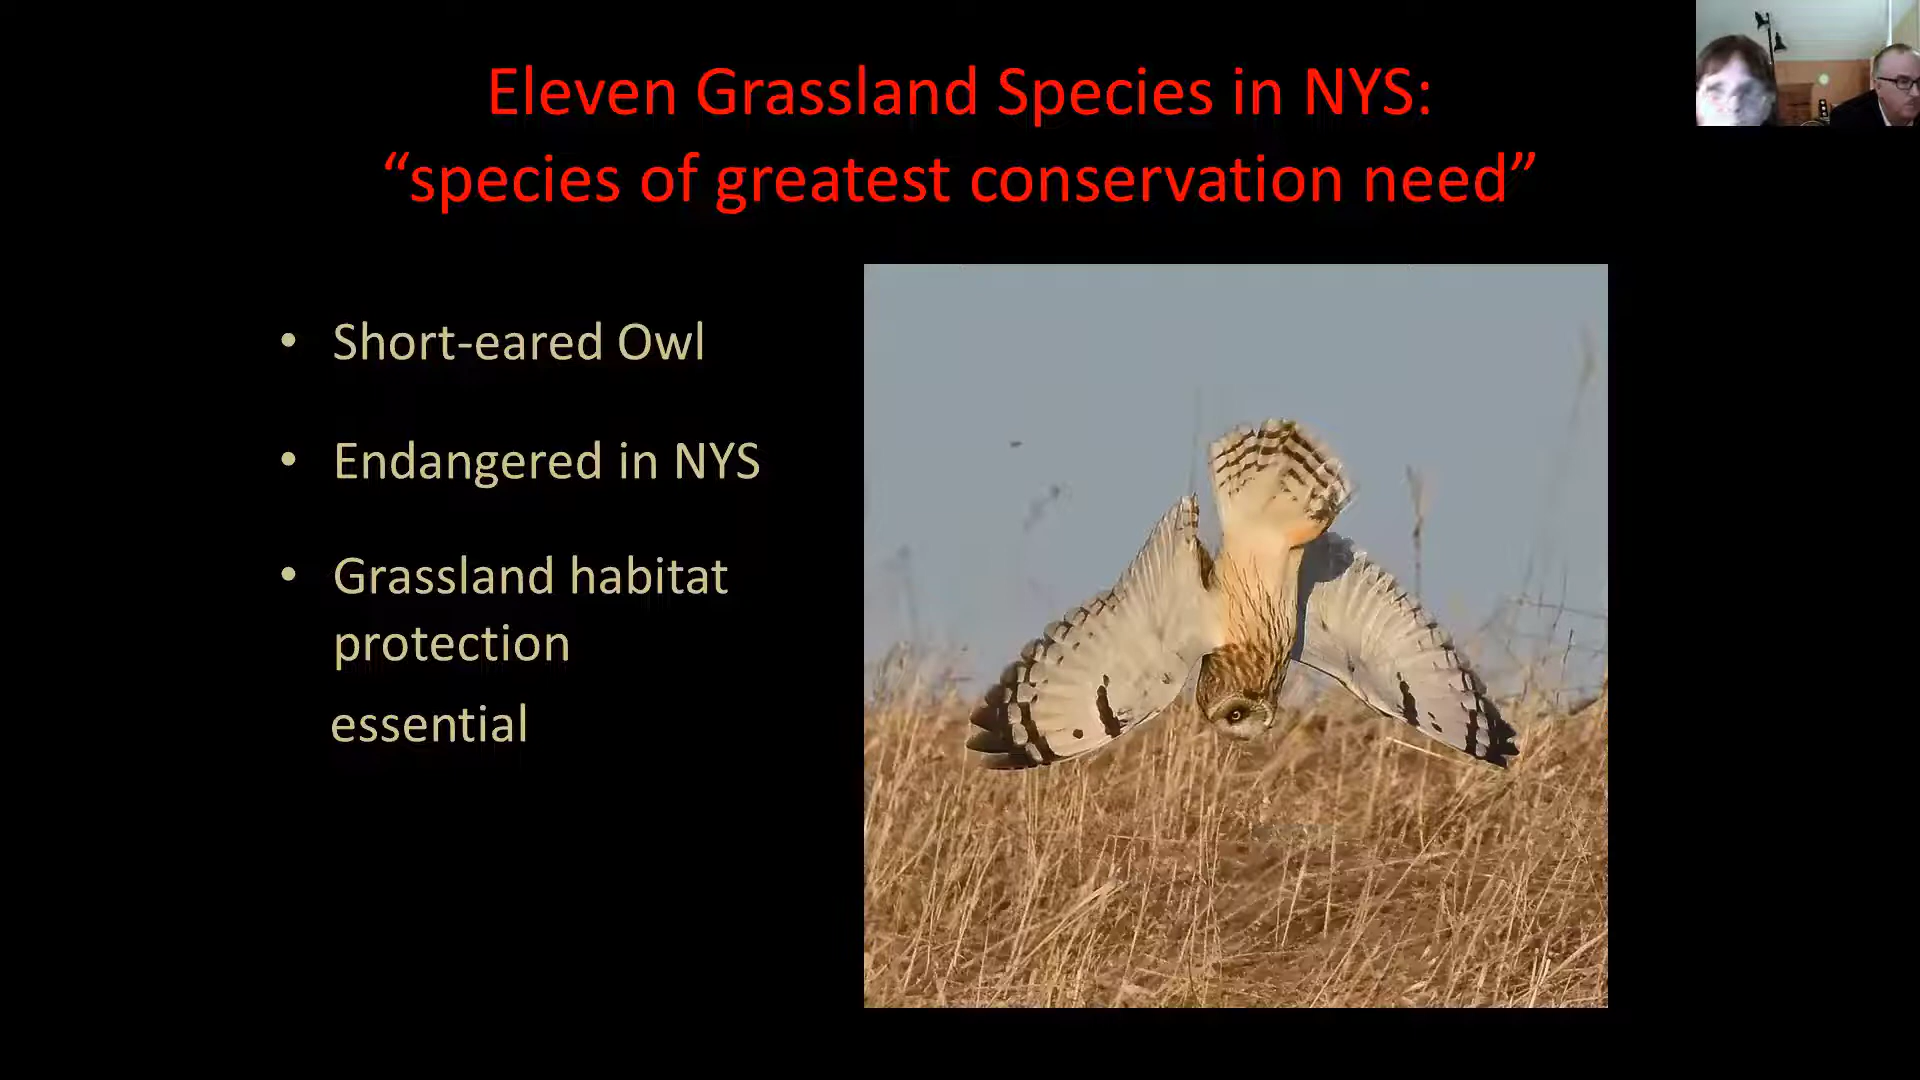 Eleven Grassland Species in NYS:
“species of greatest conservation need”
• Short-eared Owl
• Endangered in NYS
• Grassland habitat
protection
essential